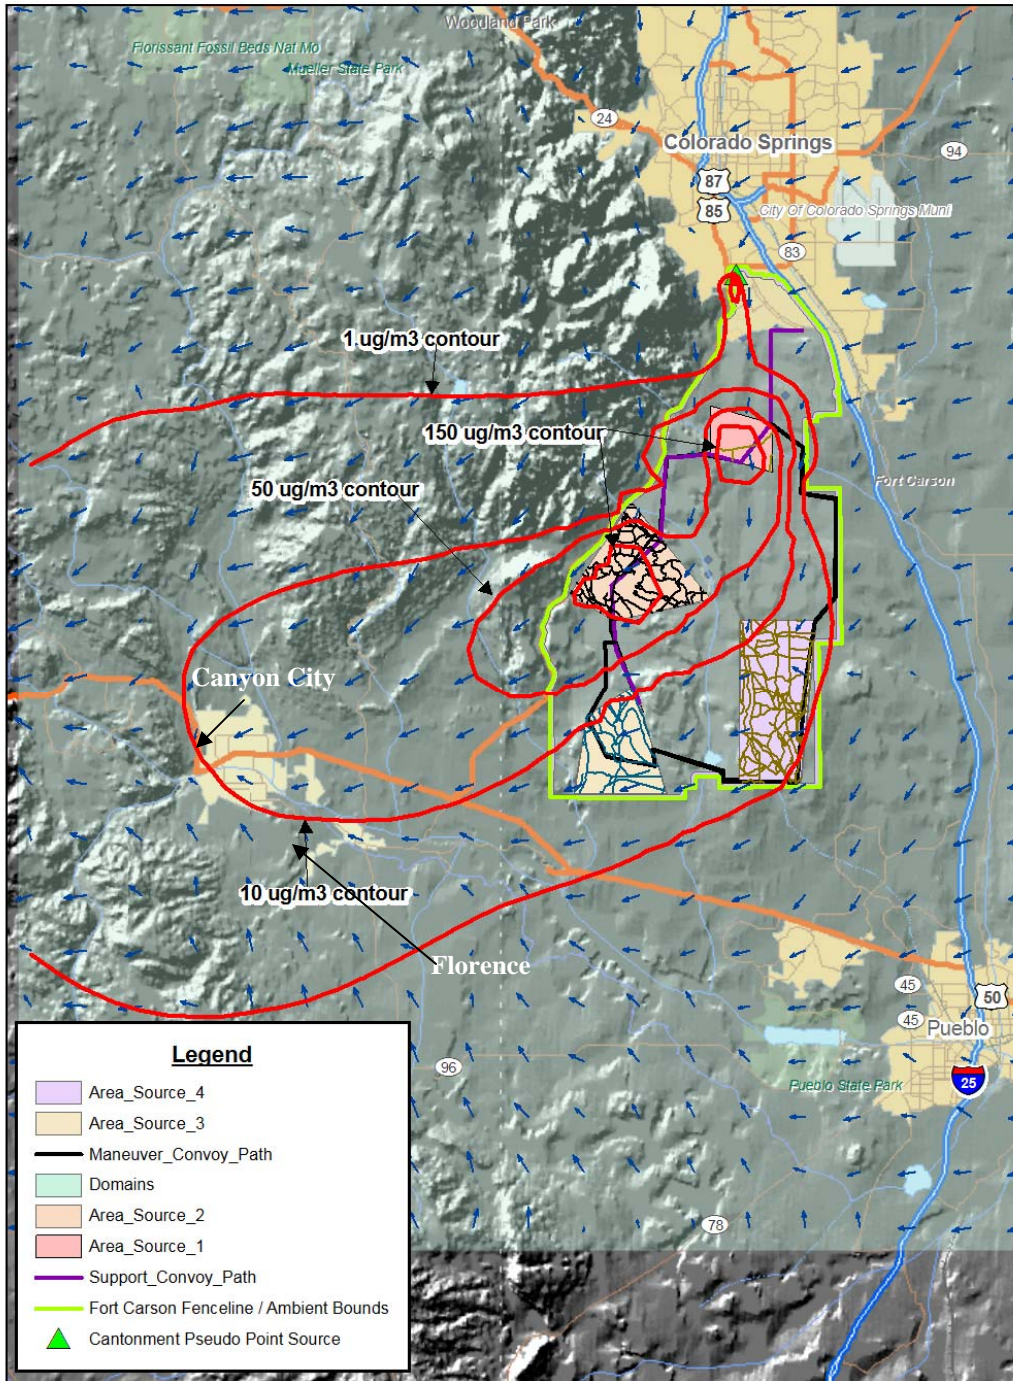 Woodland Park
Florissant Fossil Beds Nat Mo
Mueller State Park
24
Colorado Springs
94
87
85
City Of Colorado Springs Muni
83
1 ug/m3 contour
150 ug/m3 contour
50 ug/m3 contour
Fort Carson
Canyon City
10 ug/m3 contour
Florence
45
50
45
Pueblo
96
25
Pueblo State Park
78
Legend
Area_Source_4
Area_Source_3
Maneuver_Convoy_Path
Domains
Area_Source_2
Area_Source_1
Support_Convoy_Path
Fort Carson Fenceline / Ambient Bounds
Cantonment Pseudo Point Source